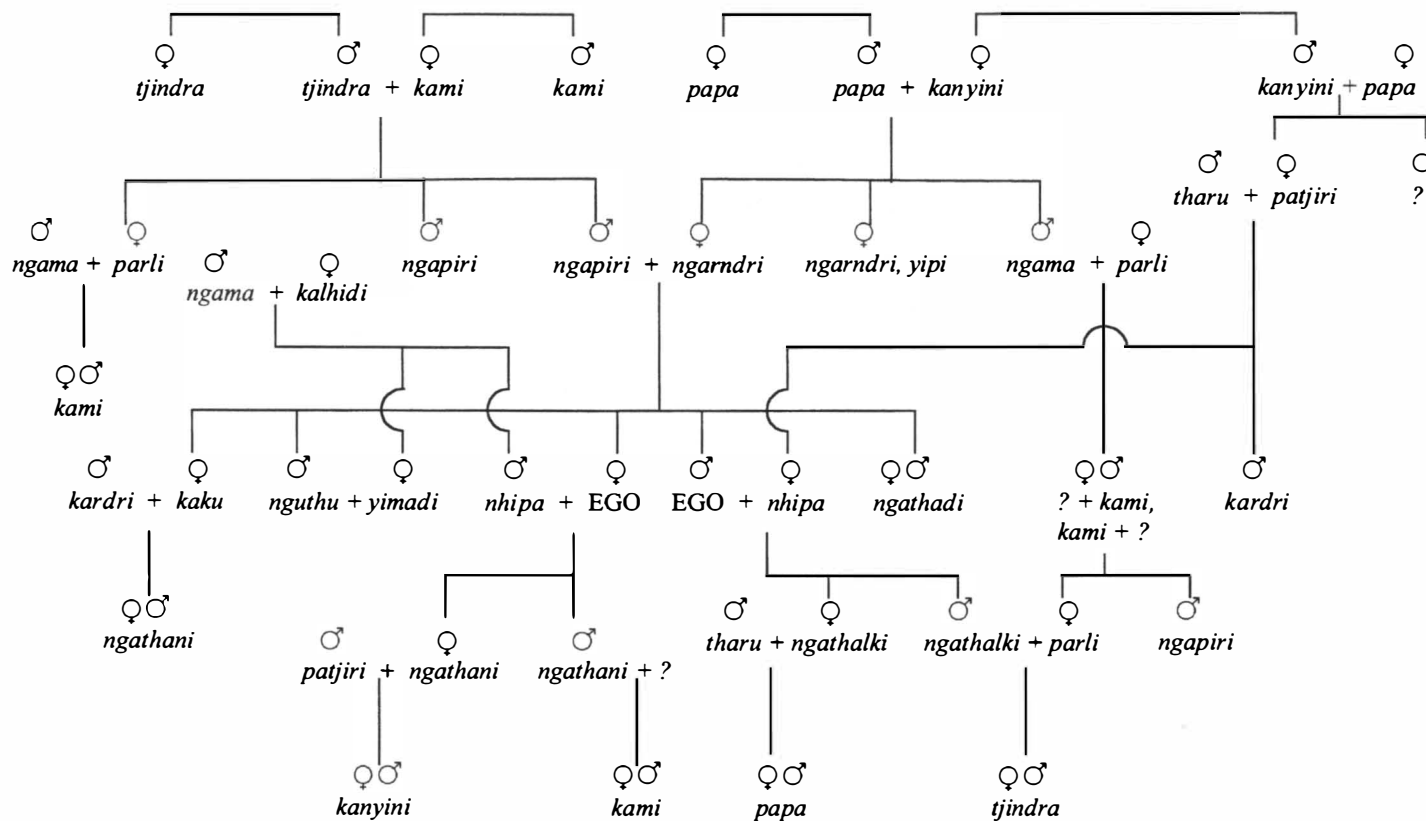 tjindra tjindra + kami kami papa papa + kanyini kanyini + papa
tharu + patjiri ?
ngama + parli ngapiri ngapiri + ngarndri ngarndri, yipi ngama + parli
ngama + kalhidi
kami
kardri + kaku nguthu + yimadi nhipa + EGO EGO + nhipa ngathadi ? + kami, kardri
kami + ?
ngathani tharu + ngathalki ngathalki + parli ngapiri
patjiri + ngathani ngathani + ?
kanyini kami papa tjindra